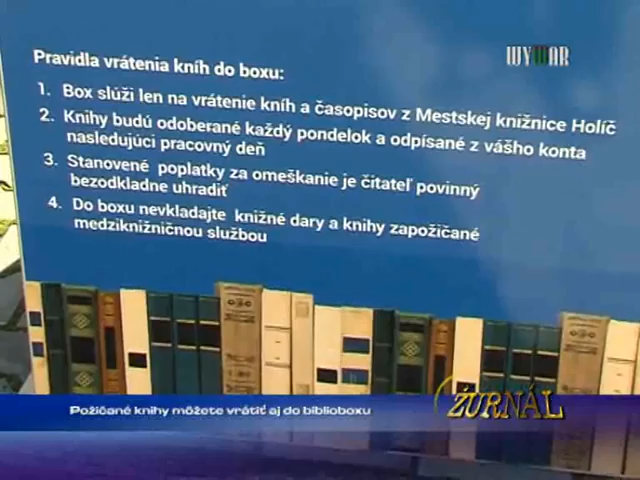 WYWAR
Pravidla vrátenia kníh do boxu:
1. Box slúži len na vrátenie kníh a časopisov z Mestskej knižnice Holíč
2. Knihy budú odoberané každý pondelok a odpísané z vášho konta
nasledujúci pracovný deň
3. Stanovené poplatky za omeškanie je čitateľ povinný
bezodkladne uhradiť
4. Do boxu nevkladajte knižné dary a knihy zapožičané
medziknižničnou službou
Požičané knihy môžete vrátiť aj do biblioboxu
ŽURNÁL